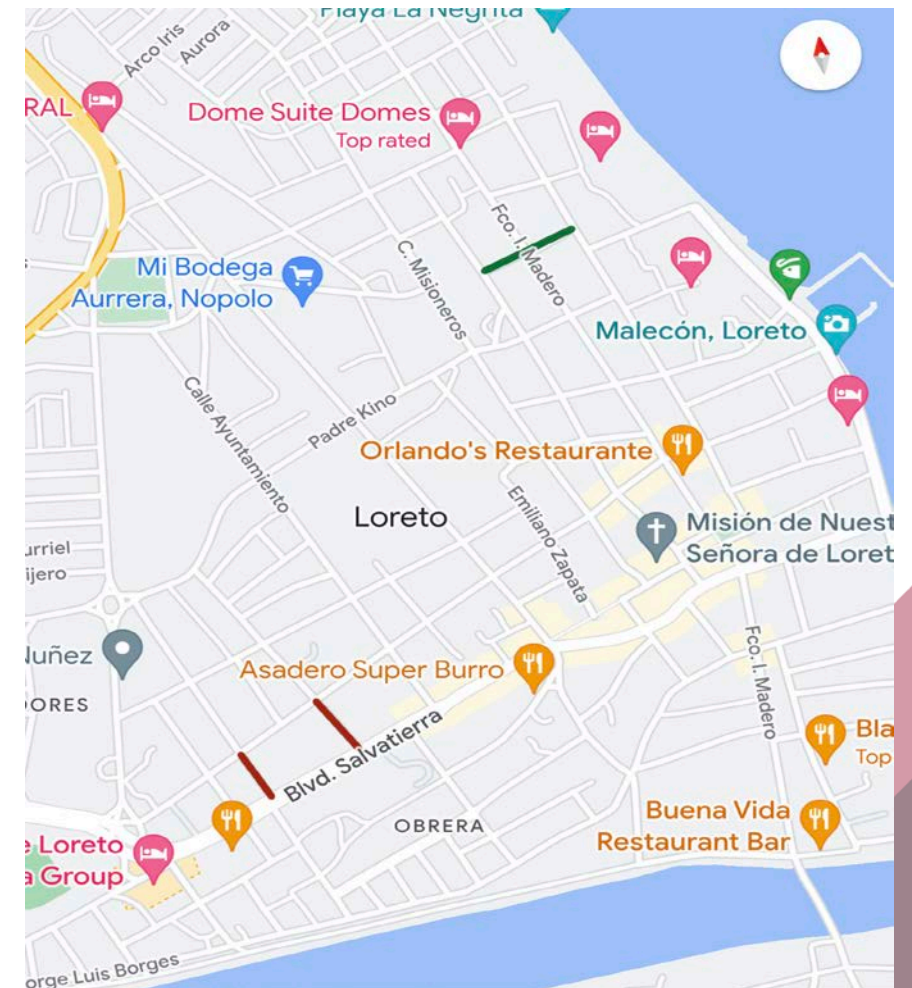 Playa La Negrita
Arco Iris
Aurora
RAL
Dome Suite Domes
Top rated
Fco. I. Madero
C. Misioneros
Mi Bodega
Aurrera, Nopolo
Malecón, Loreto
Calle Ayuntamiento
Padre Kino
Orlando's Restaurante
Emiliano Zapata
Loreto
Misión de Nuest
Señora de Loret
urriel
ijero
Nuñez
ORES
Asadero Super Burro
Fco. I. Madero
Bla
Top
Blvd. Salvatierra
OBRERA
Buena Vida
Restaurant Bar
e Loreto
a Group
orge Luis Borges